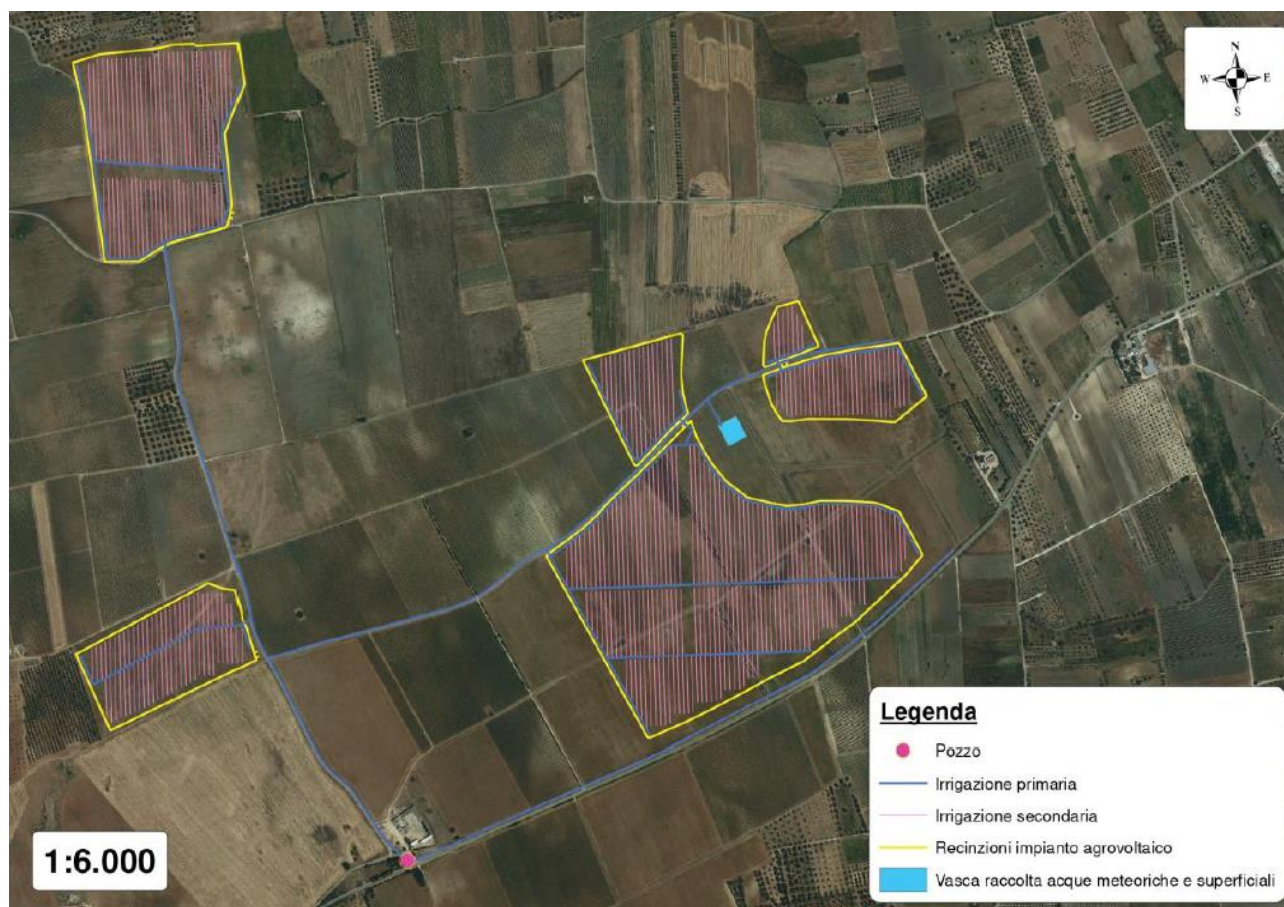 N
W E
S
Legenda
Pozzo
Irrigazione primaria
Irrigazione secondaria
Recinzioni impianto agrovoltaico
Vasca raccolta acque meteoriche e superficiali
1:6.000